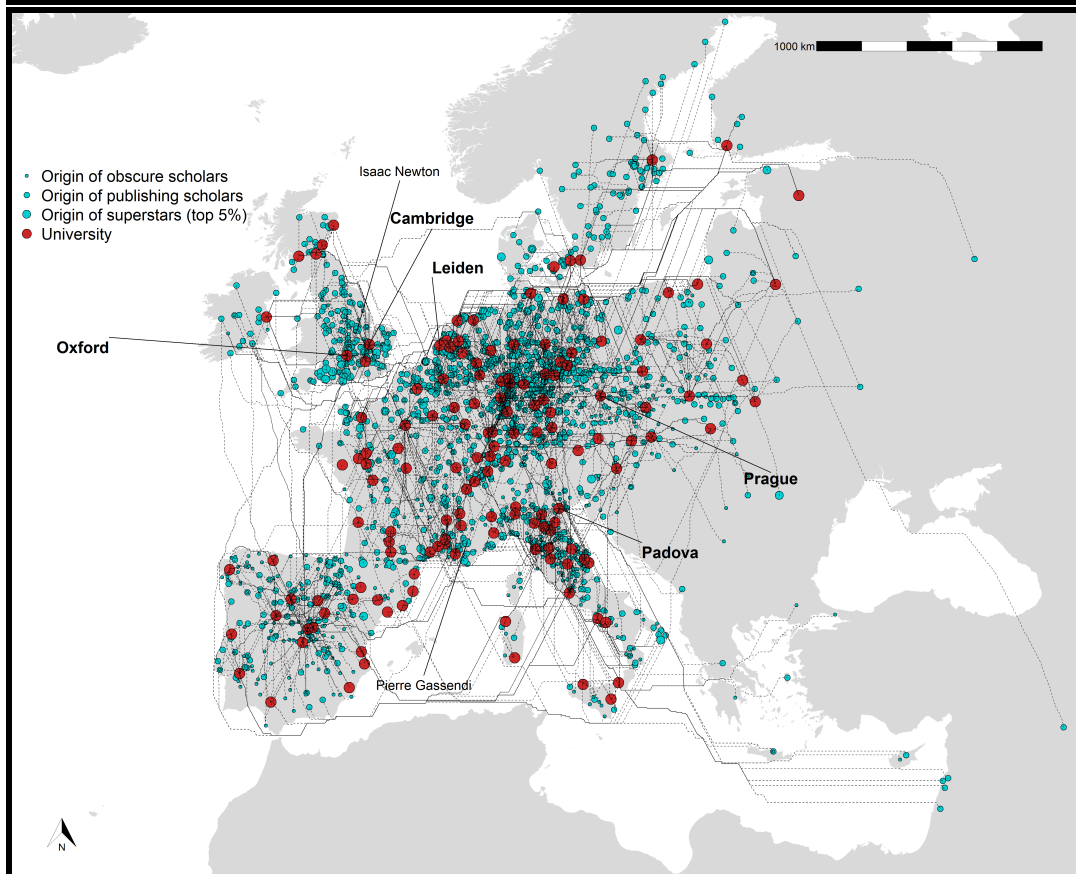 1000 km
Origin of obscure scholars
Origin of publishing scholars
Origin of superstars (top 5%)
University
Isaac Newton
Cambridge
Leiden
Oxford
Prague
Padova
Pierre Gassendi
N